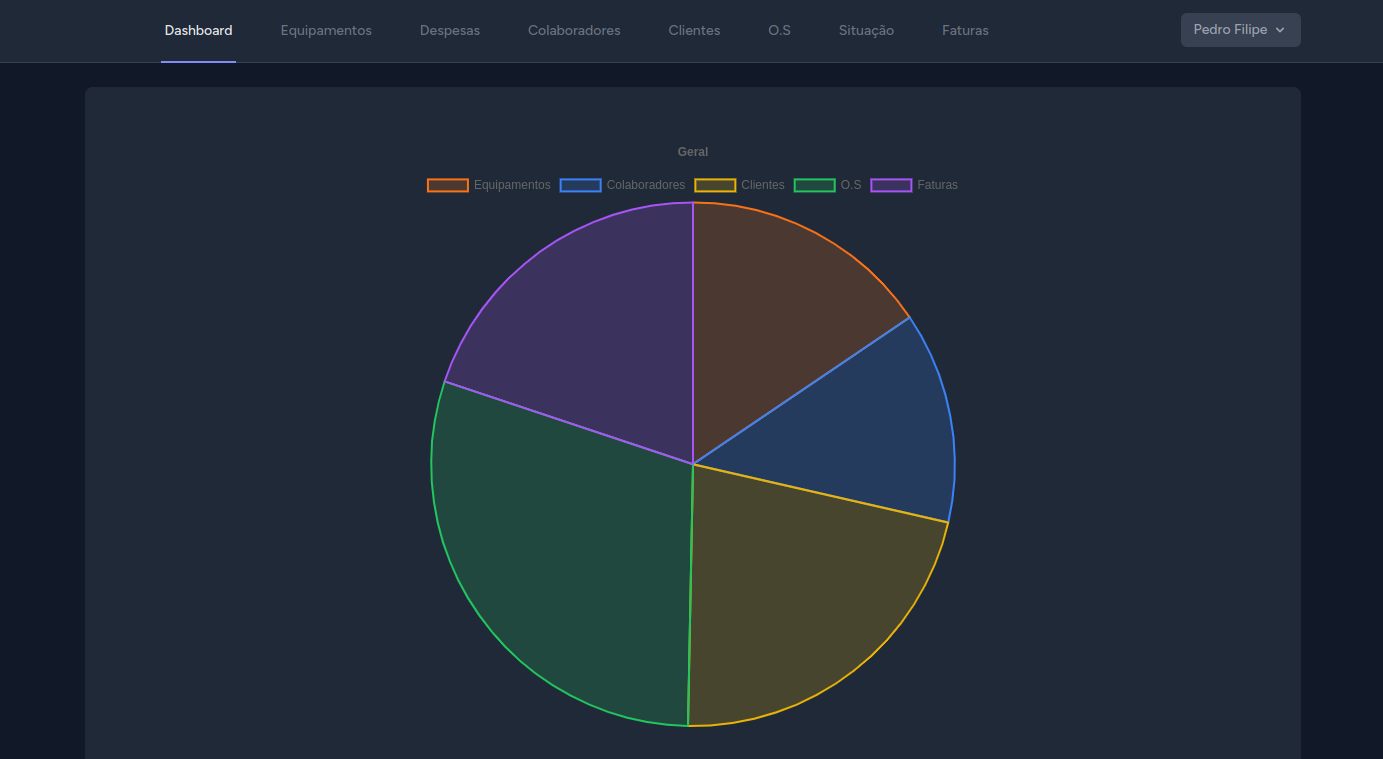 Dashboard Equipamentos Despesas Colaboradores Clientes O.S Situação Faturas Pedro Filipe
Geral
Equipamentos Colaboradores Clientes O.S Faturas